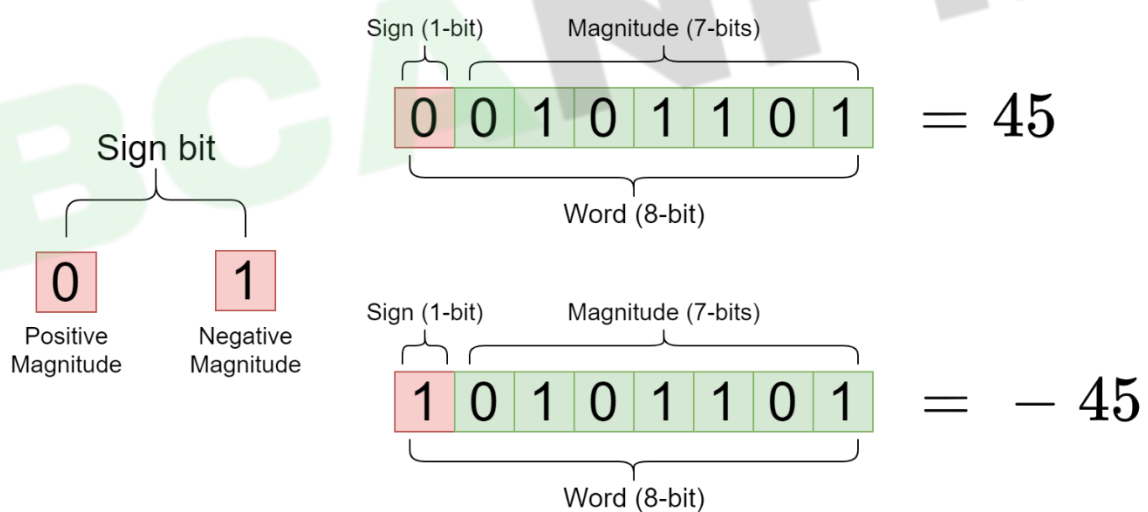 Sign bit
0 1
Positive Magnitude
Negative Magnitude
Sign (1-bit) Magnitude (7-bits)
0 0 1 0 1 1 0 1 = 45
Word (8-bit)
Sign (1-bit) Magnitude (7-bits)
1 0 1 0 1 1 0 1 = - 45
Word (8-bit)
BCA